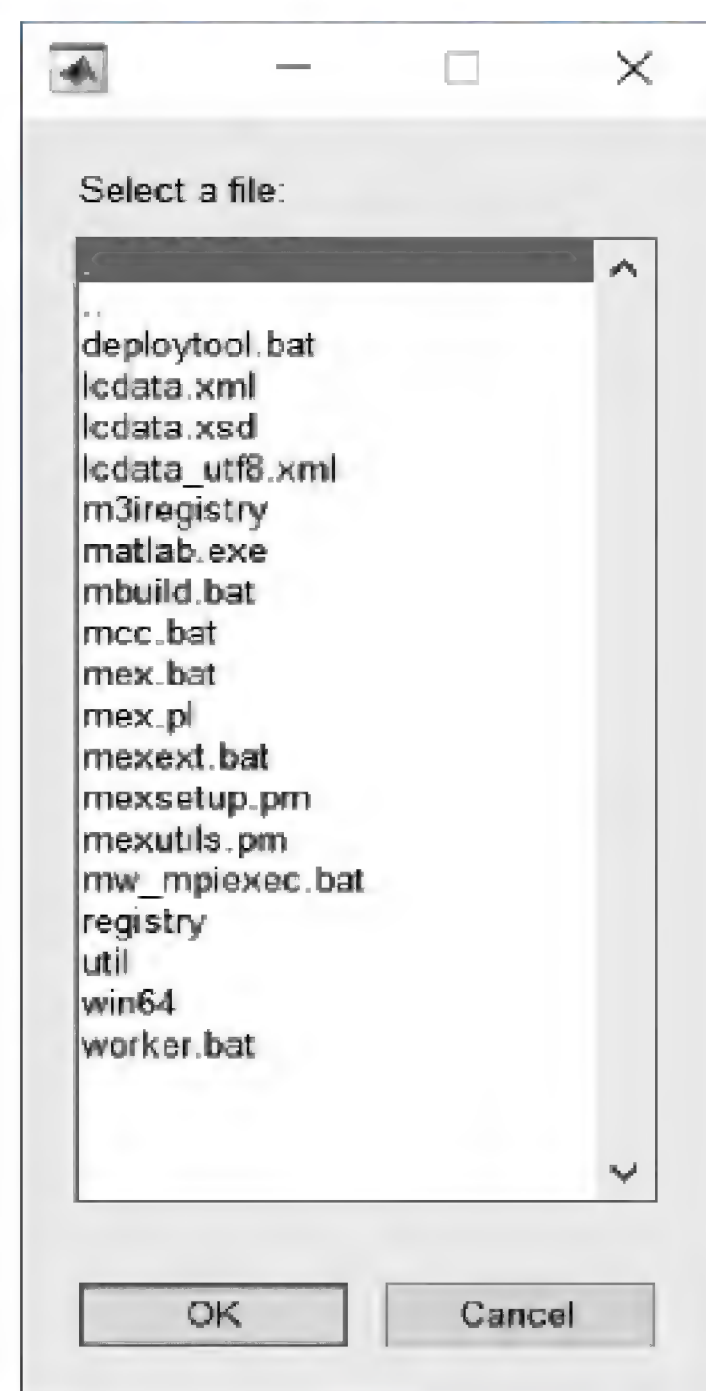 Select a file:
.
..
deploytool.bat
lcdata.xml
lcdata.xsd
lcdata_utf8.xml
m3iregistry
matlab.exe
mbuild.bat
mcc.bat
mex.bat
mex.pl
mexext.bat
mexsetup.pm
mexutils.pm
mw_mpiexec.bat
registry
util
win64
worker.bat
OK Cancel